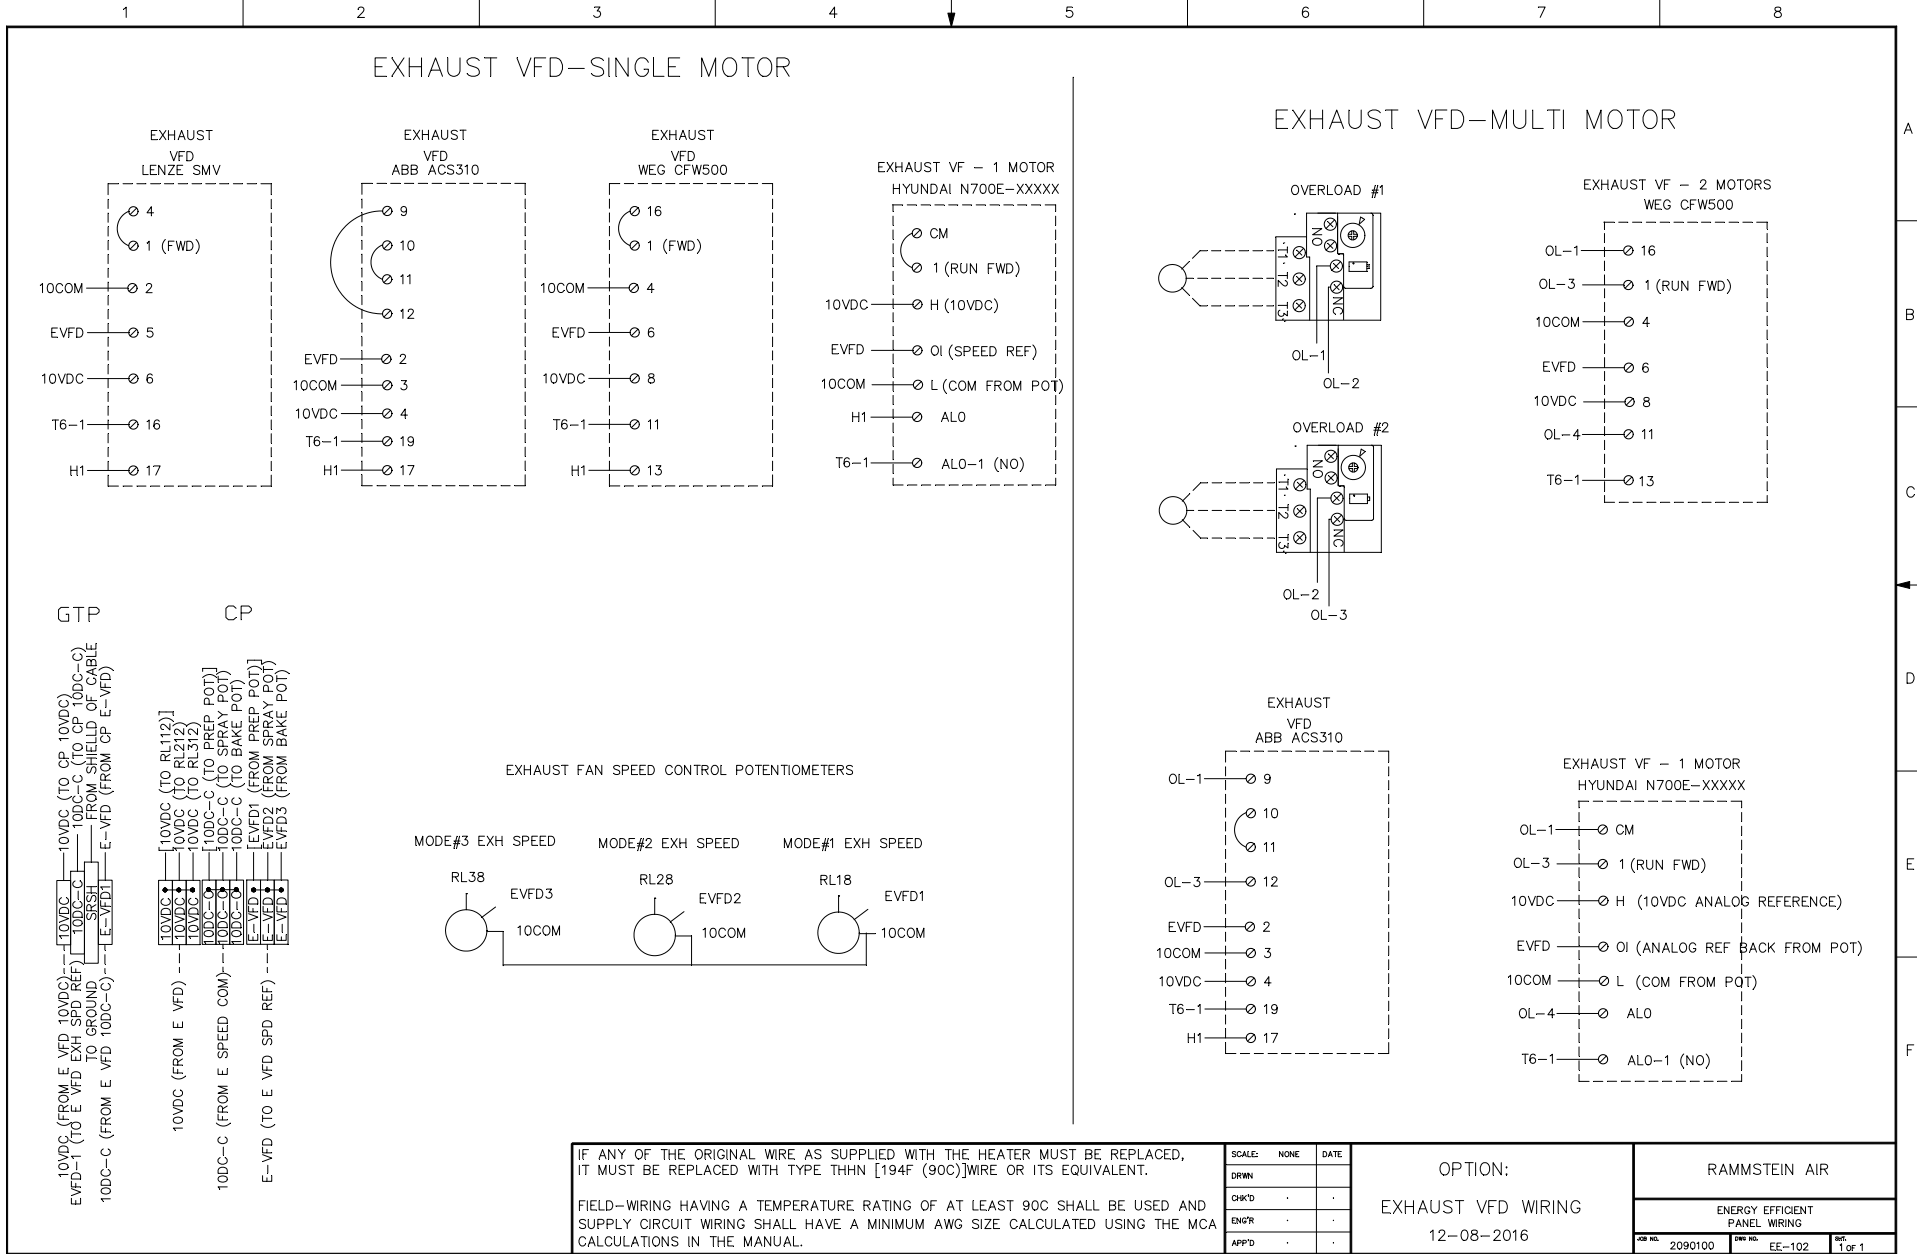 1 2 3 4 5 6 7 8
A
B
C
D
E
F
EXHAUST VFD-SINGLE MOTOR
EXHAUST
VFD
LENZE SMV
4
1 (FWD)
10COM 2
EVFD 5
10VDC 6
T6-1 16
H1 17
EXHAUST
VFD
ABB ACS310
9
10
11
12
EVFD 2
10COM 3
10VDC 4
T6-1 19
H1 17
EXHAUST
VFD
WEG CFW500
16
1 (FWD)
10COM 4
EVFD 6
10VDC 8
T6-1 11
H1 13
EXHAUST VF - 1 MOTOR
HYUNDAI N700E-XXXXX
CM
1 (RUN FWD)
10VDC H (10VDC)
EVFD OI (SPEED REF)
10COM L (COM FROM POT)
H1 AL0
T6-1 AL0-1 (NO)
EXHAUST VFD-MULTI MOTOR
OVERLOAD #1
T1
T2
T3
NO
NC
OL-1
OL-2
OVERLOAD #2
T1
T2
T3
NO
NC
OL-2
OL-3
EXHAUST VF - 2 MOTORS
WEG CFW500
OL-1 16
OL-3 1 (RUN FWD)
10COM 4
EVFD 6
10VDC 8
OL-4 11
T6-1 13
EXHAUST
VFD
ABB ACS310
OL-1 9
10
11
OL-3 12
EVFD 2
10COM 3
10VDC 4
T6-1 19
H1 17
EXHAUST VF - 1 MOTOR
HYUNDAI N700E-XXXXX
OL-1 CM
OL-3 1 (RUN FWD)
10VDC H (10VDC ANALOG REFERENCE)
EVFD OI (ANALOG REF BACK FROM POT)
10COM L (COM FROM POT)
OL-4 AL0
T6-1 AL0-1 (NO)
GTP
10VDC (FROM E VFD 10VDC) 10VDC 10VDC (TO CP 10VDC)
EVFD-1 (TO E VFD EXH SPD REF) 10DC-C 10DC-C (TO CP 10DC-C)
TO GROUND SRSH FROM SHIELLD OF CABLE
10DC-C (FROM E VFD 10DC-C) E-VFD1 E-VFD (FROM CP E-VFD)
CP
10VDC [10VDC (TO RL112)]
10VDC (FROM E VFD) 10VDC 10VDC (TO RL212)
10VDC 10VDC (TO RL312)
10DC-C [10DC-C (TO PREP POT)]
10DC-C (FROM E SPEED COM) 10DC-C 10DC-C (TO SPRAY POT)
10DC-C 10DC-C (TO BAKE POT)
E-VFD [EVFD1 (FROM PREP POT)]
E-VFD (TO E VFD SPD REF) E-VFD EVFD2 (FROM SPRAY POT)
E-VFD EVFD3 (FROM BAKE POT)
EXHAUST FAN SPEED CONTROL POTENTIOMETERS
MODE#3 EXH SPEED
RL38
EVFD3
10COM
MODE#2 EXH SPEED
RL28
EVFD2
10COM
MODE#1 EXH SPEED
RL18
EVFD1
10COM
IF ANY OF THE ORIGINAL WIRE AS SUPPLIED WITH THE HEATER MUST BE REPLACED,
IT MUST BE REPLACED WITH TYPE THHN [194F (90C)]WIRE OR ITS EQUIVALENT.
FIELD-WIRING HAVING A TEMPERATURE RATING OF AT LEAST 90C SHALL BE USED AND
SUPPLY CIRCUIT WIRING SHALL HAVE A MINIMUM AWG SIZE CALCULATED USING THE MCA
CALCULATIONS IN THE MANUAL.
SCALE: NONE DATE
DRWN
CHK'D
ENG'R
APP'D
OPTION:
EXHAUST VFD WIRING
12-08-2016
RAMMSTEIN AIR
ENERGY EFFICIENT
PANEL WIRING
JOB NO. 2090100 DWG NO. EE-102 SHT. 1 OF 1